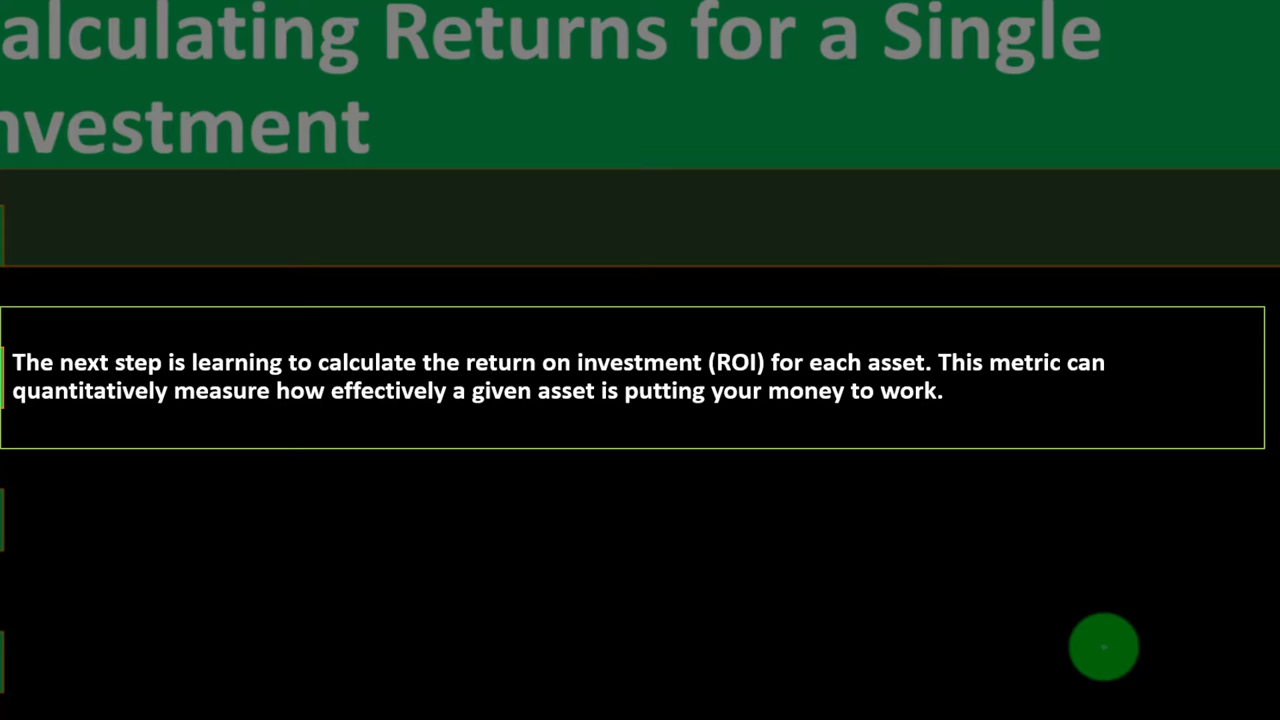 alculating Returns for a Single
nvestment
The next step is learning to calculate the return on investment (ROI) for each asset. This metric can
quantitatively measure how effectively a given asset is putting your money to work.